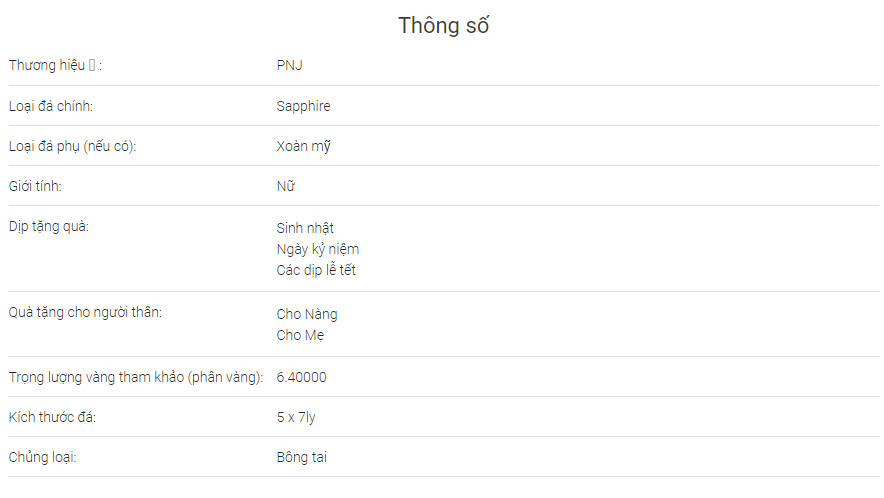 Thông số
Thương hiệu ▯ : PNJ
Loại đá chính: Sapphire
Loại đá phụ (nếu có): Xoàn mỹ
Giới tính: Nữ
Dịp tặng quà: Sinh nhật
Ngày kỷ niệm
Các dịp lễ tết
Quà tặng cho người thân: Cho Nàng
Cho Mẹ
Trọng lượng vàng tham khảo (phân vàng): 6.40000
Kích thước đá: 5 x 7ly
Chủng loại: Bông tai